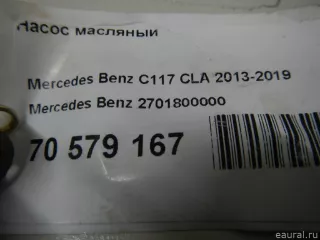 Насос масляный
Mercedes Benz C117 CLA 2013-2019
Mercedes Benz 2701800000
70 579 167
eaural.ru